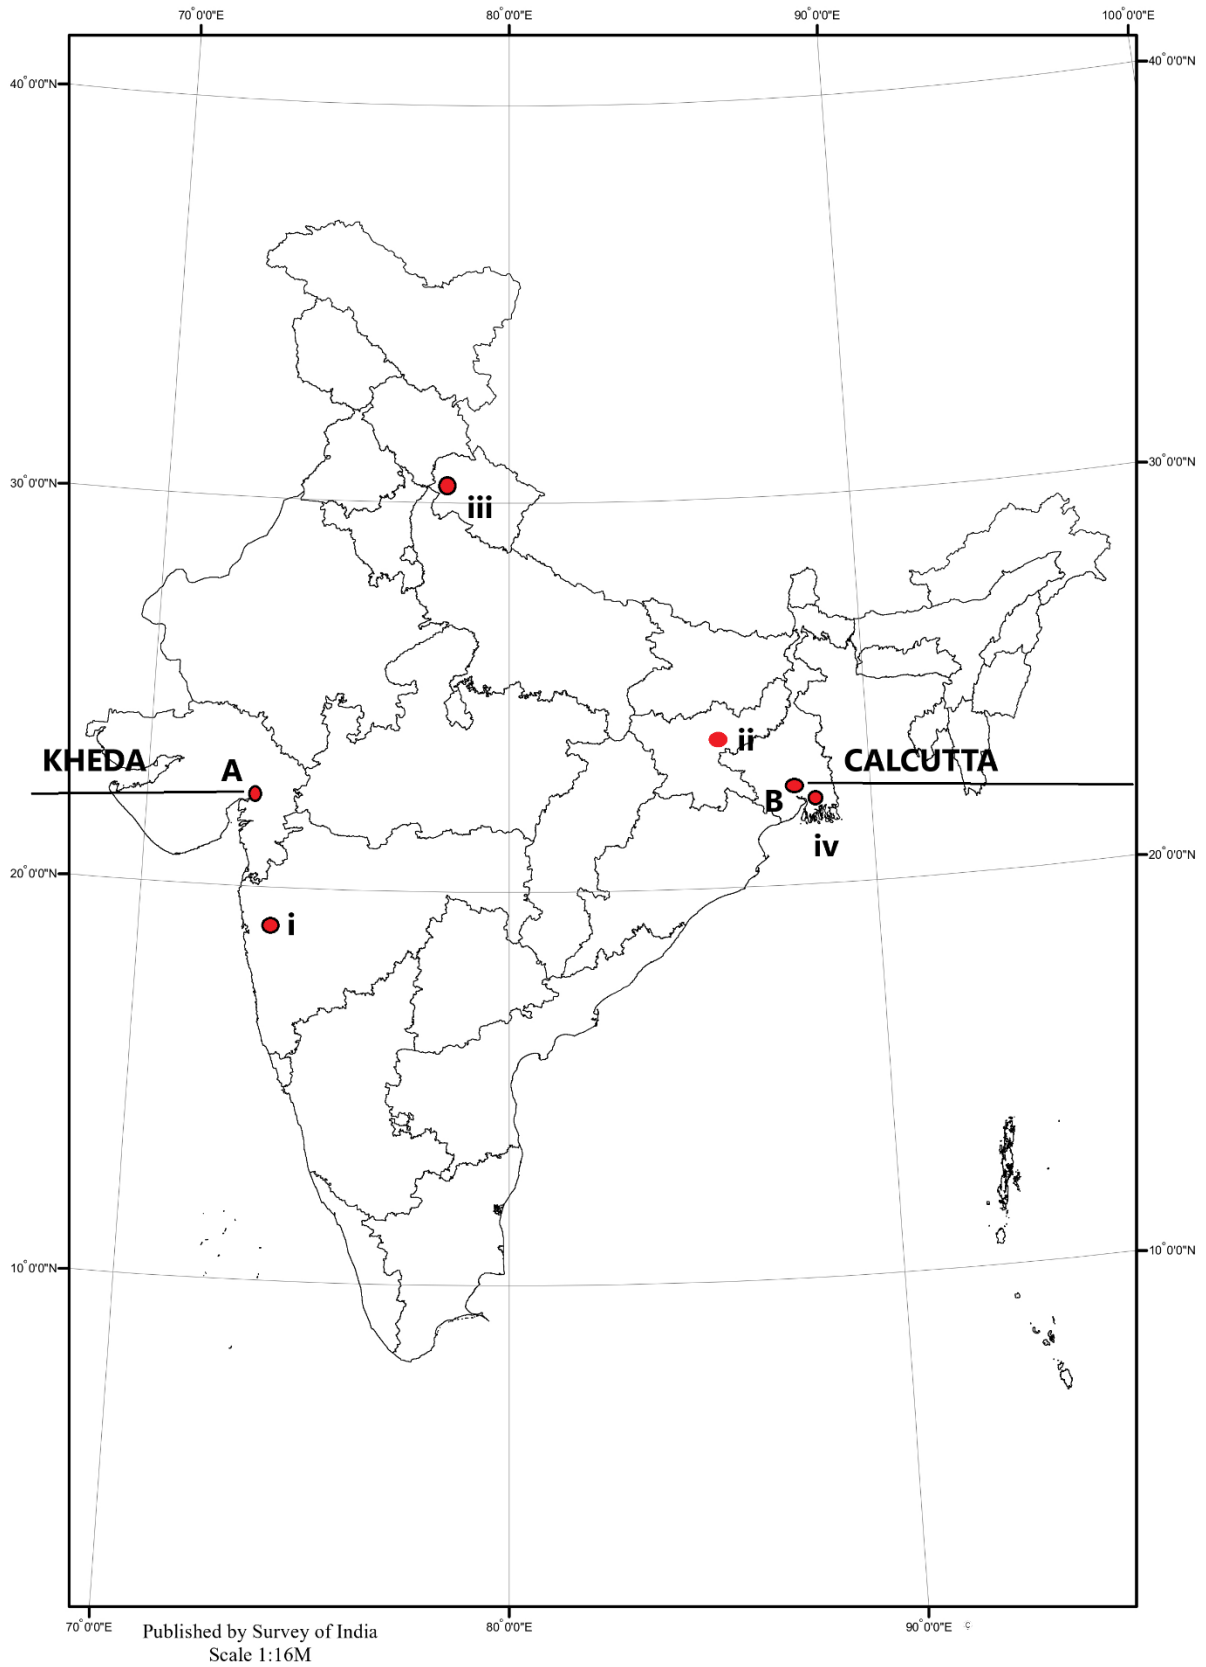 70°0'0"E 80°0'0"E 90°0'0"E 100°0'0"E
40°0'0"N 40°0'0"N
30°0'0"N 30°0'0"N
iii
ii
KHEDA A CALCUTTA
B
iv
20°0'0"N 20°0'0"N
i
10°0'0"N 10°0'0"N
70°0'0"E 80°0'0"E 90°0'0"E
Published by Survey of India
Scale 1:16M